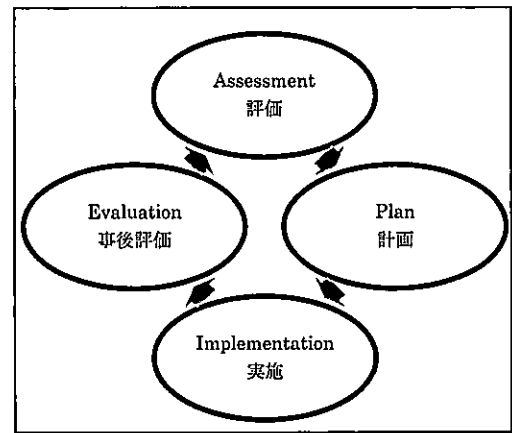 Assessment
評価
Evaluation
事後評価
Plan
計画
Implementation
実施